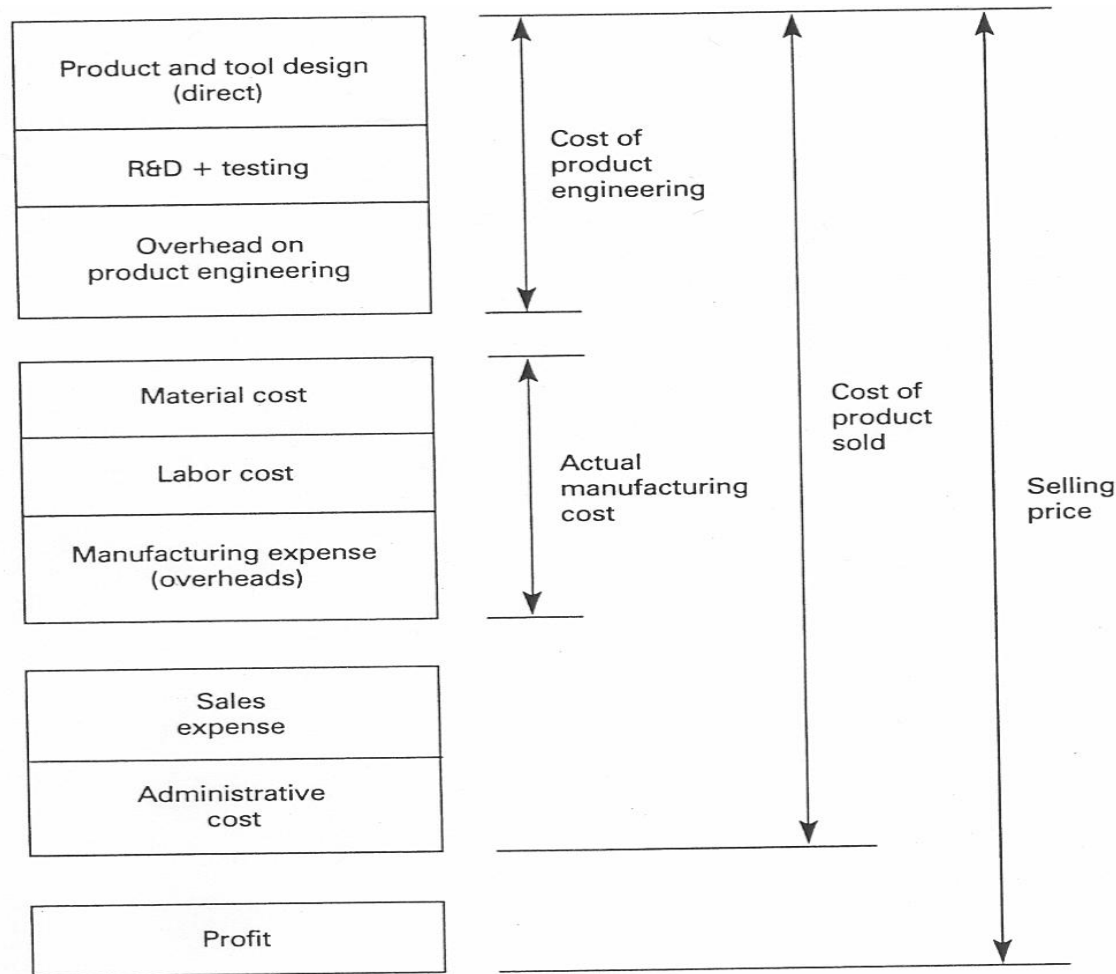 Product and tool design
(direct)
R&D + testing
Overhead on
product engineering
Cost of
product
engineering
Material cost
Labor cost
Manufacturing expense
(overheads)
Actual
manufacturing
cost
Sales
expense
Administrative
cost
Profit
Cost of
product
sold
Selling
price